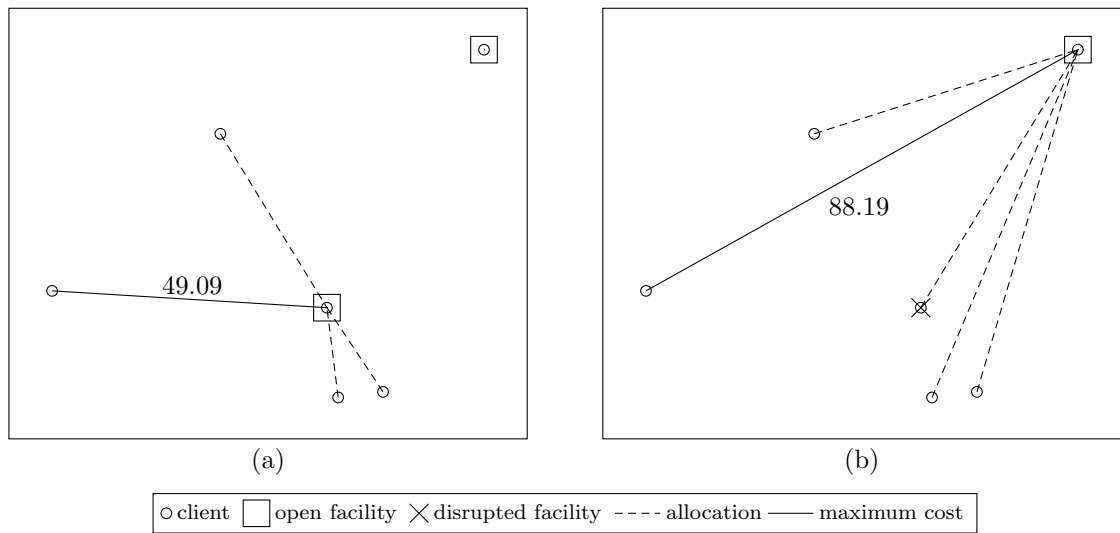 49.09
88.19
(a)
(b)
client open facility disrupted facility allocation maximum cost